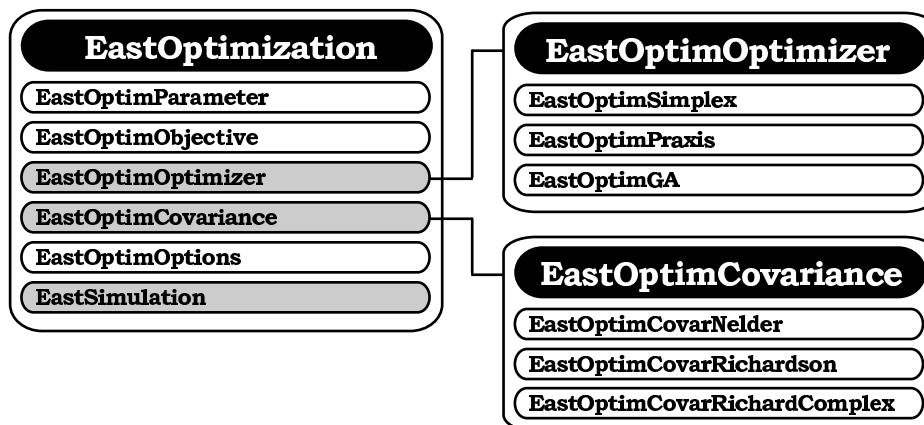 EastOptimization
EastOptimParameter
EastOptimObjective
EastOptimOptimizer
EastOptimCovariance
EastOptimOptions
EastSimulation
EastOptimOptimizer
EastOptimSimplex
EastOptimPraxis
EastOptimGA
EastOptimCovariance
EastOptimCovarNelder
EastOptimCovarRichardson
EastOptimCovarRichardComplex